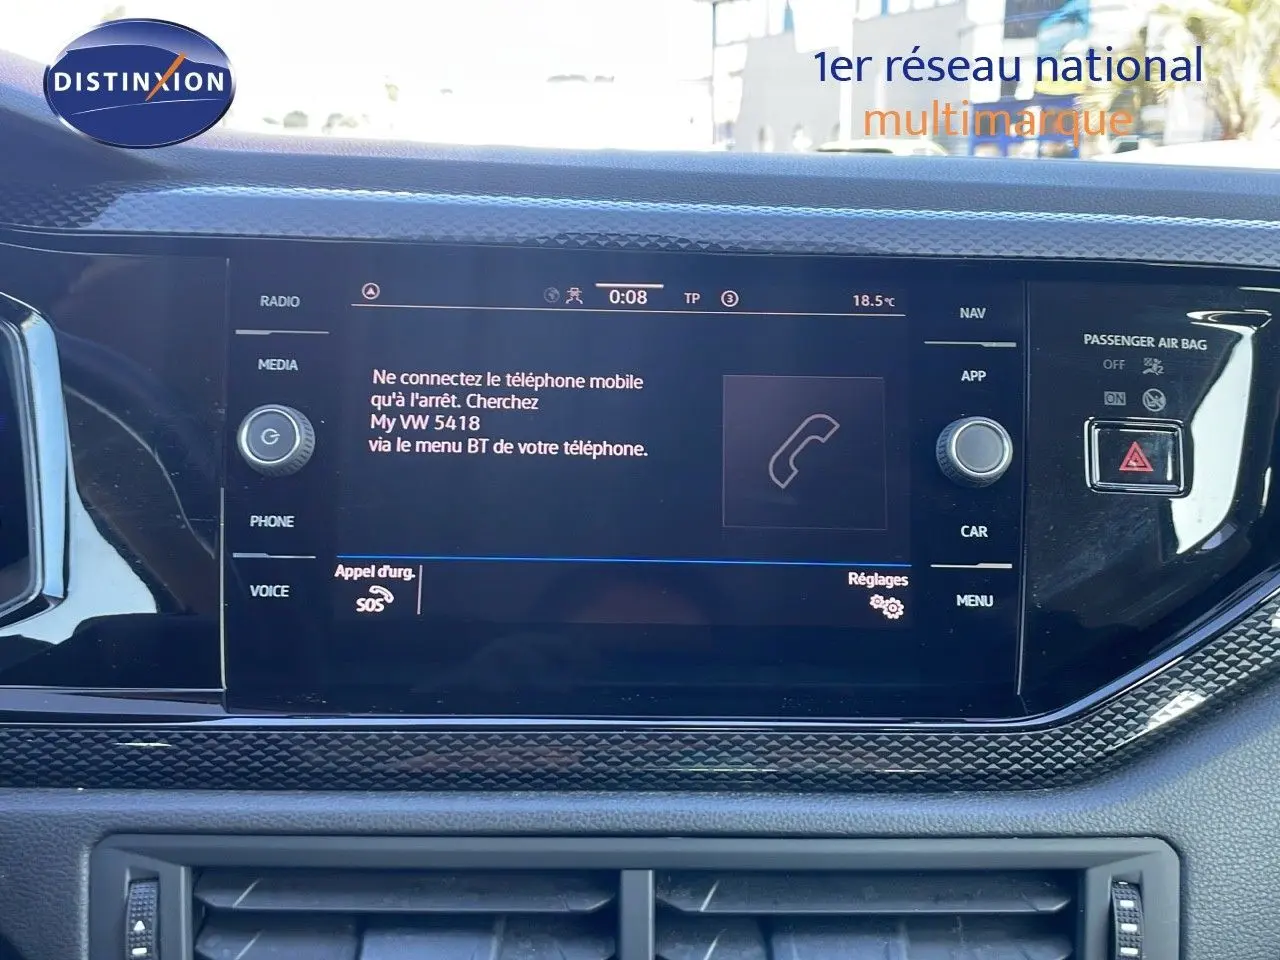 DISTINXION
1er réseau national
multimarque
RADIO
MEDIA
PHONE
VOICE
0:08
TP
3
18.5°C
Ne connectez le téléphone mobile
qu'à l'arrêt. Cherchez
My VW 5418
via le menu BT de votre téléphone.
Appel d'urg.
SOS
Réglages
NAV
APP
CAR
MENU
PASSENGER AIR BAG
OFF
2
ON